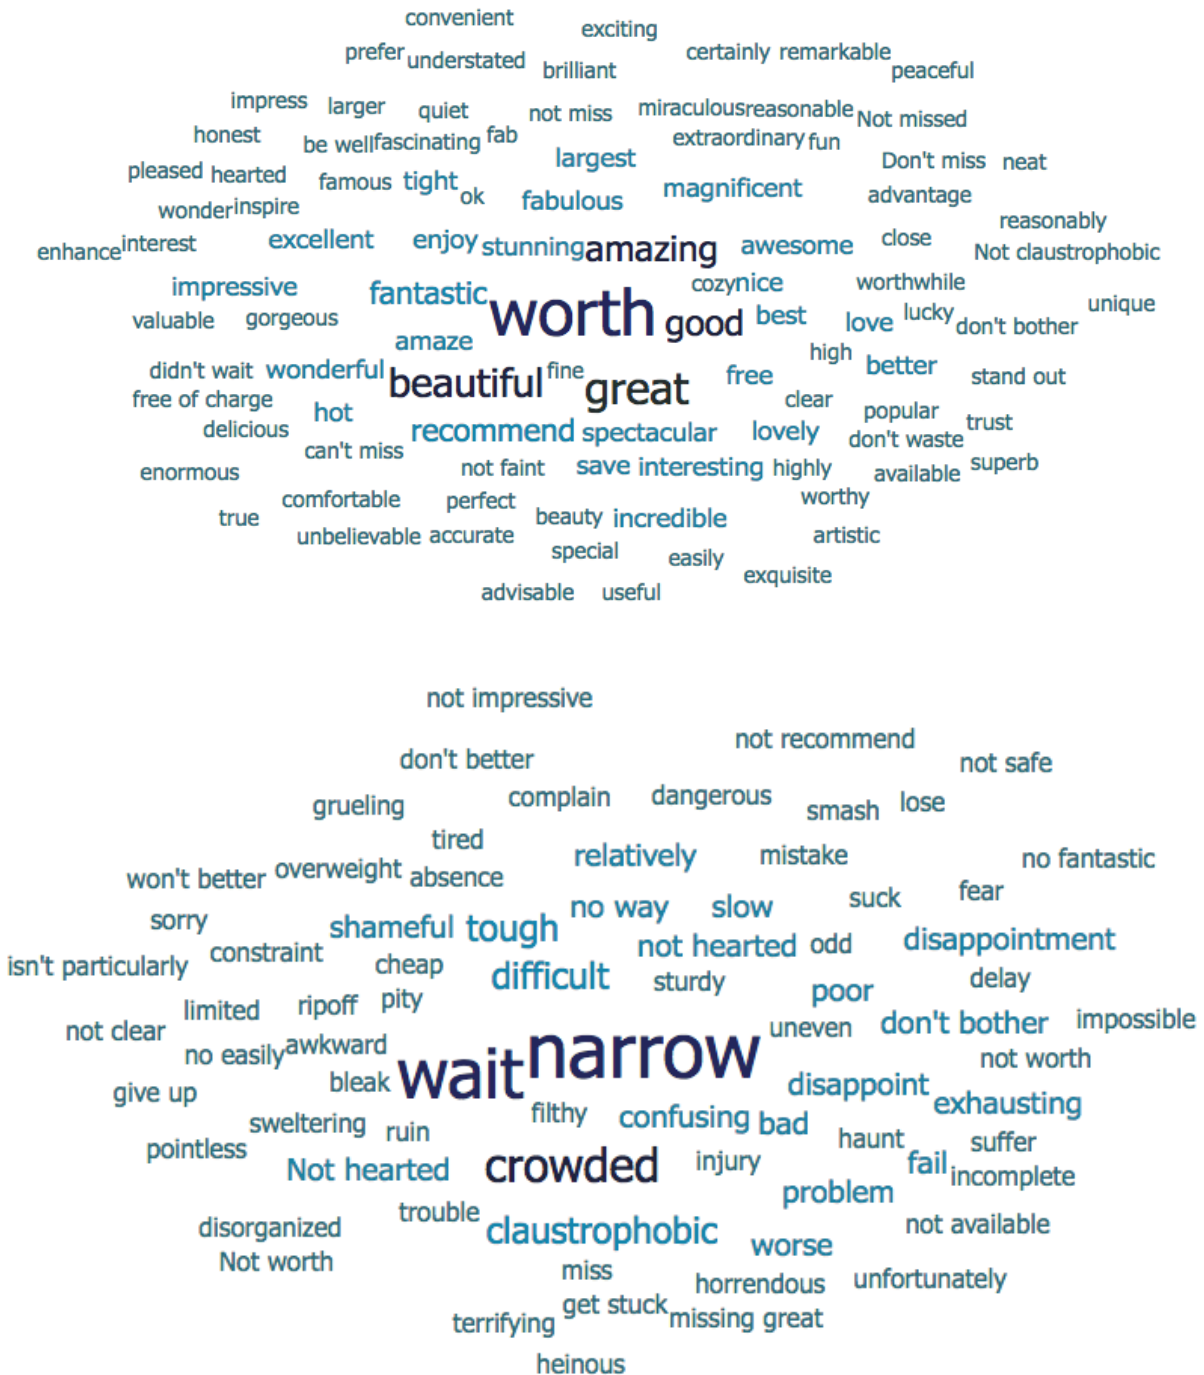 convenient
exciting
prefer understated brilliant certainly remarkable peaceful
impress larger quiet not miss miraculous reasonable Not missed
honest be well fascinating fab extraordinary fun
pleased hearted famous tight ok largest magnificent Don't miss neat
wonder inspire fabulous advantage
enhance interest excellent enjoy stunning amazing awesome close reasonably
Not claustrophobic
impressive fantastic worth cozy nice worthwhile
valuable gorgeous amaze good best love lucky don't bother unique
didn't wait wonderful beautiful fine great free high better stand out
free of charge hot clear popular trust
delicious recommend spectacular lovely don't waste
enormous can't miss not faint save interesting highly available superb
true comfortable perfect beauty incredible worthy
unbelievable accurate special easily artistic
exquisite
advisable useful
not impressive
not recommend
don't better not safe
grueling complain dangerous smash lose
tired relatively mistake no fantastic
won't better overweight absence suck fear
sorry shameful tough no way slow
isn't particularly constraint cheap difficult not hearted odd disappointment
limited ripoff pity sturdy poor delay
not clear no easily awkward wait narrow uneven don't bother impossible
give up bleak disappoint not worth
sweltering ruin filthy confusing bad exhausting
pointless Not hearted crowded injury haunt fail suffer
incomplete
disorganized trouble claustrophobic problem not available
Not worth worse
miss horrendous unfortunately
terrifying get stuck missing great
heinous